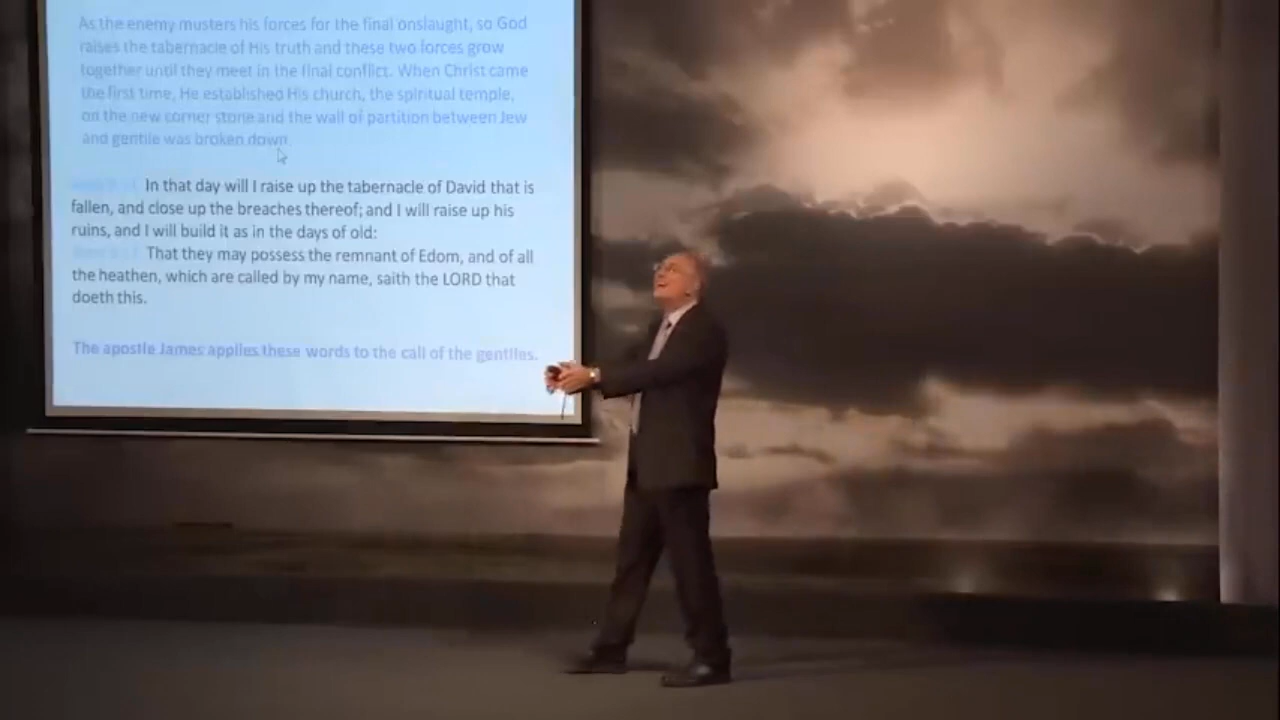 As the enemy musters his forces for the final onslaught, so God
raises the tabernacle of His truth and these two forces grow
together until they meet in the final conflict. When Christ came
the first time, He established His church, the spiritual temple,
on the new corner stone and the wall of partition between Jew
and gentile was broken down.
In that day will I raise up the tabernacle of David that is
fallen, and close up the breaches thereof; and I will raise up his
ruins, and I will build it as in the days of old:
That they may possess the remnant of Edom, and of all
the heathen, which are called by my name, saith the LORD that
doeth this.
The apostle James applies these words to the call of the gentiles.